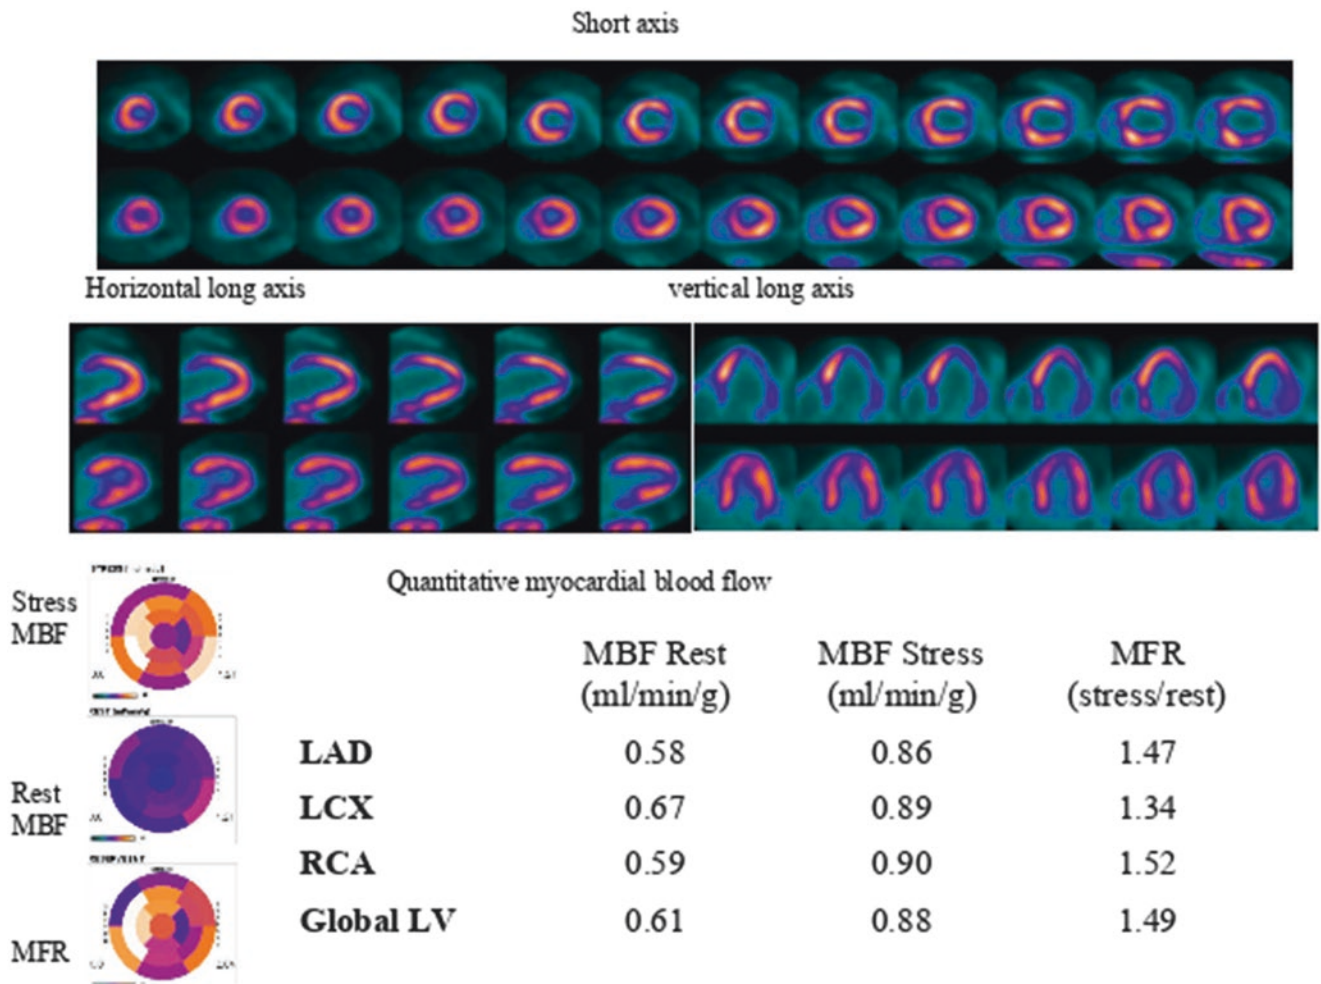 Short axis
Horizontal long axis
vertical long axis
Quantitative myocardial blood flow
Stress
MBF
Rest
MBF
MFR
MBF Rest MBF Stress MFR
(ml/min/g) (ml/min/g) (stress/rest)
LAD 0.58 0.86 1.47
LCX 0.67 0.89 1.34
RCA 0.59 0.90 1.52
Global LV 0.61 0.88 1.49